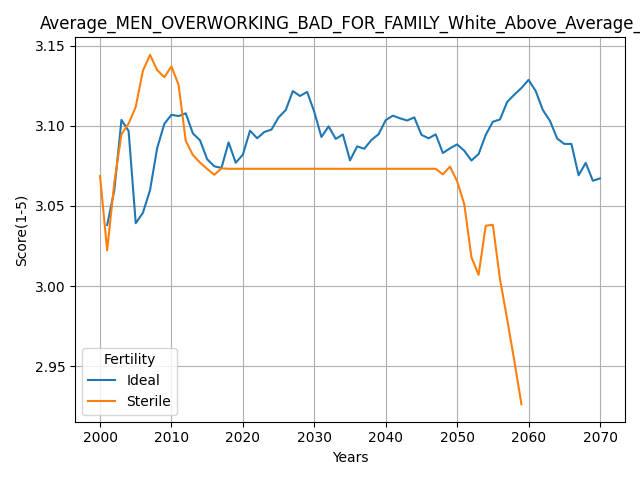 Average_MEN_OVERWORKING_BAD_FOR_FAMILY_White_Above_Average_
3.15
3.10
3.05
3.00
2.95
Score(1-5)
Fertility
Ideal
Sterile
2000 2010 2020 2030 2040 2050 2060 2070
Years